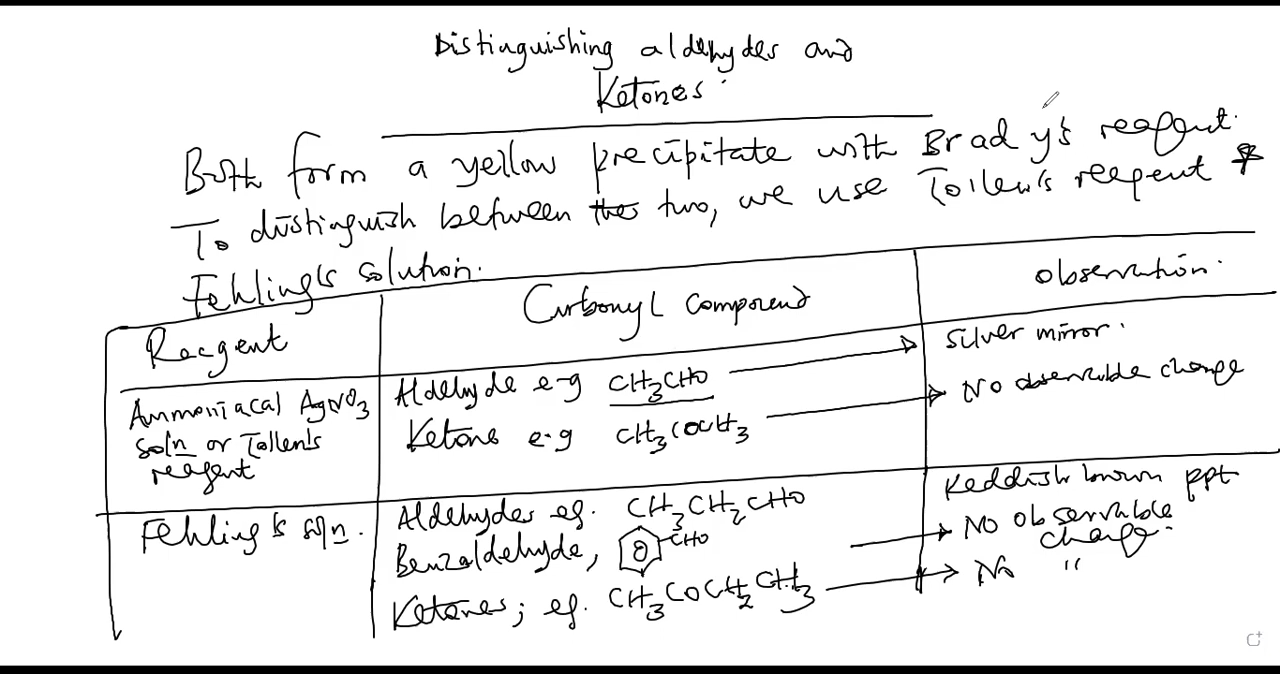 Distinguishing aldehydes and
Ketones.
Both form a yellow precipitate with Brady's reagent.
To distinguish between two, we use Tollen's reagent &
Fehling's solution.
Reagent
Carbonyl compound
observation.
Ammoniacal AgNO3
soln or Tollen's
reagent
Aldehyde e-g CH3CHO
Ketone e-g CH3COCH3
Silver mirror.
No observable change
Fehling's soln.
Aldehydes eg. CH3CH2CHO
Benzaldehyde, CHO
Ketones; eg. CH3COCH2CH3
Reddish brown ppt
No observable
change.
No "